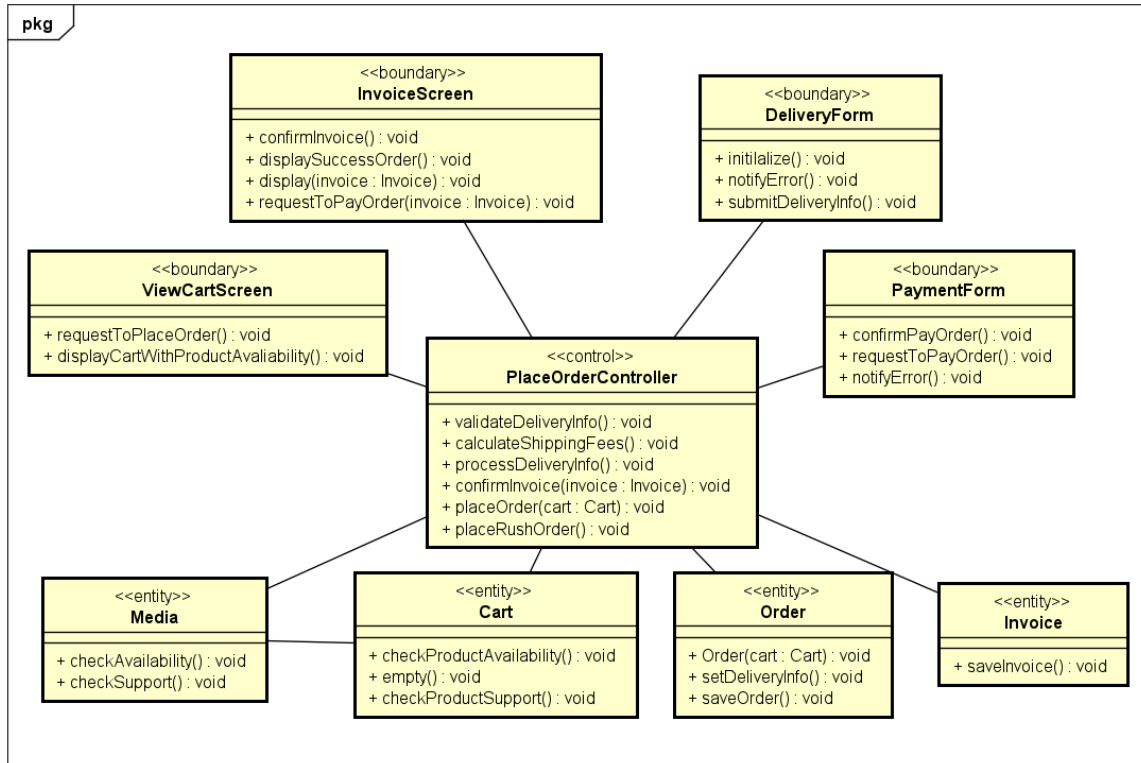 pkg
<<boundary>>
InvoiceScreen
+ confirmInvoice() : void
+ displaySuccessOrder() : void
+ display(invoice : Invoice) : void
+ requestToPayOrder(invoice : Invoice) : void
<<boundary>>
DeliveryForm
+ initilalize() : void
+ notifyError() : void
+ submitDeliveryInfo() : void
<<boundary>>
ViewCartScreen
+ requestToPlaceOrder() : void
+ displayCartWithProductAvaliability() : void
<<boundary>>
PaymentForm
+ confirmPayOrder() : void
+ requestToPayOrder() : void
+ notifyError() : void
<<control>>
PlaceOrderController
+ validateDeliveryInfo() : void
+ calculateShippingFees() : void
+ processDeliveryInfo() : void
+ confirmInvoice(invoice : Invoice) : void
+ placeOrder(cart : Cart) : void
+ placeRushOrder() : void
<<entity>>
Media
+ checkAvailability() : void
+ checkSupport() : void
<<entity>>
Cart
+ checkProductAvailability() : void
+ empty() : void
+ checkProductSupport() : void
<<entity>>
Order
+ Order(cart : Cart) : void
+ setDeliveryInfo() : void
+ saveOrder() : void
<<entity>>
Invoice
+ saveInvoice() : void